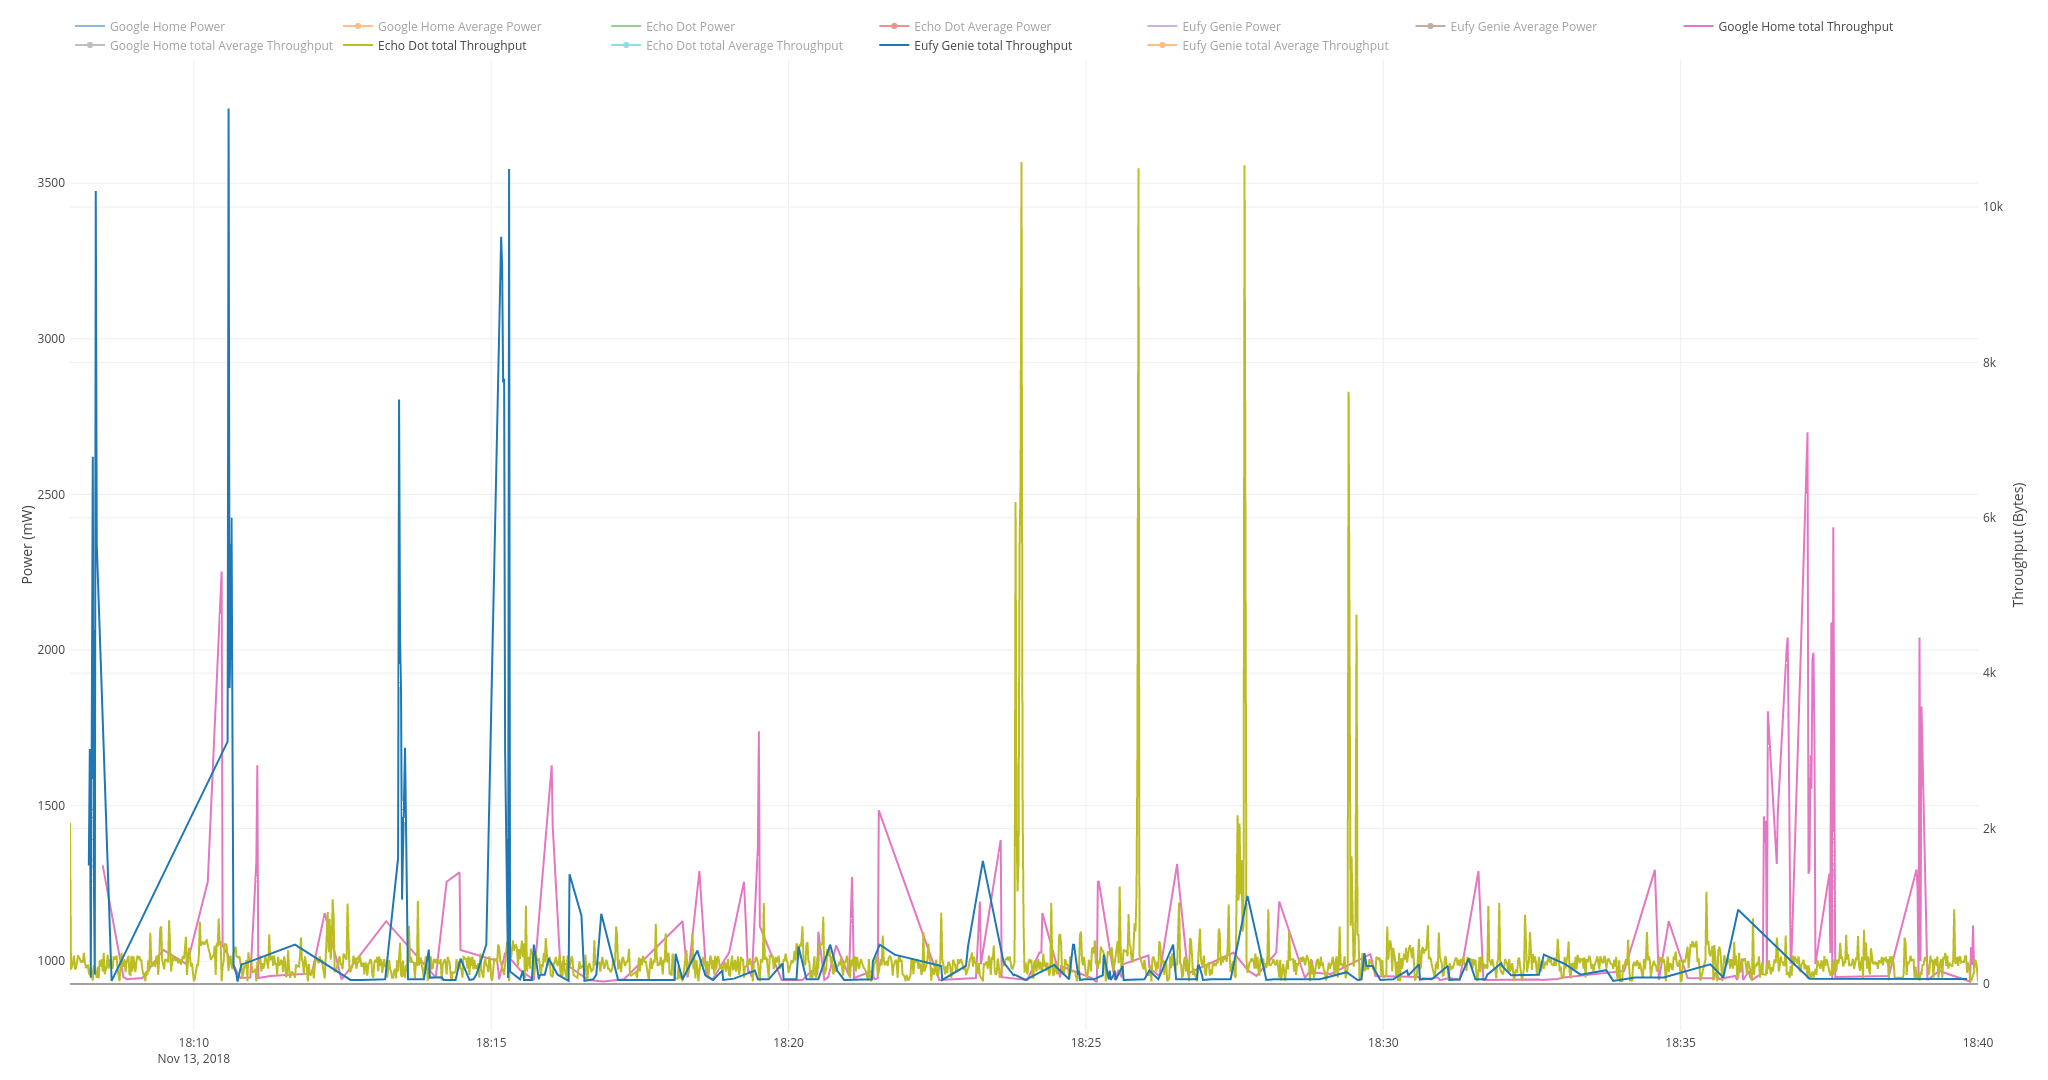 Google Home Power
Google Home Average Power
Echo Dot Power
Echo Dot Average Power
Eufy Genie Power
Eufy Genie Average Power
Google Home total Throughput
Google Home total Average Throughput
Echo Dot total Throughput
Echo Dot total Average Throughput
Eufy Genie total Throughput
Eufy Genie total Average Throughput
3500
3000
2500
2000
1500
1000
Power (mW)
10k
8k
6k
4k
2k
0
Throughput (Bytes)
18:10
18:15
18:20
18:25
18:30
18:35
18:40
Nov 13, 2018